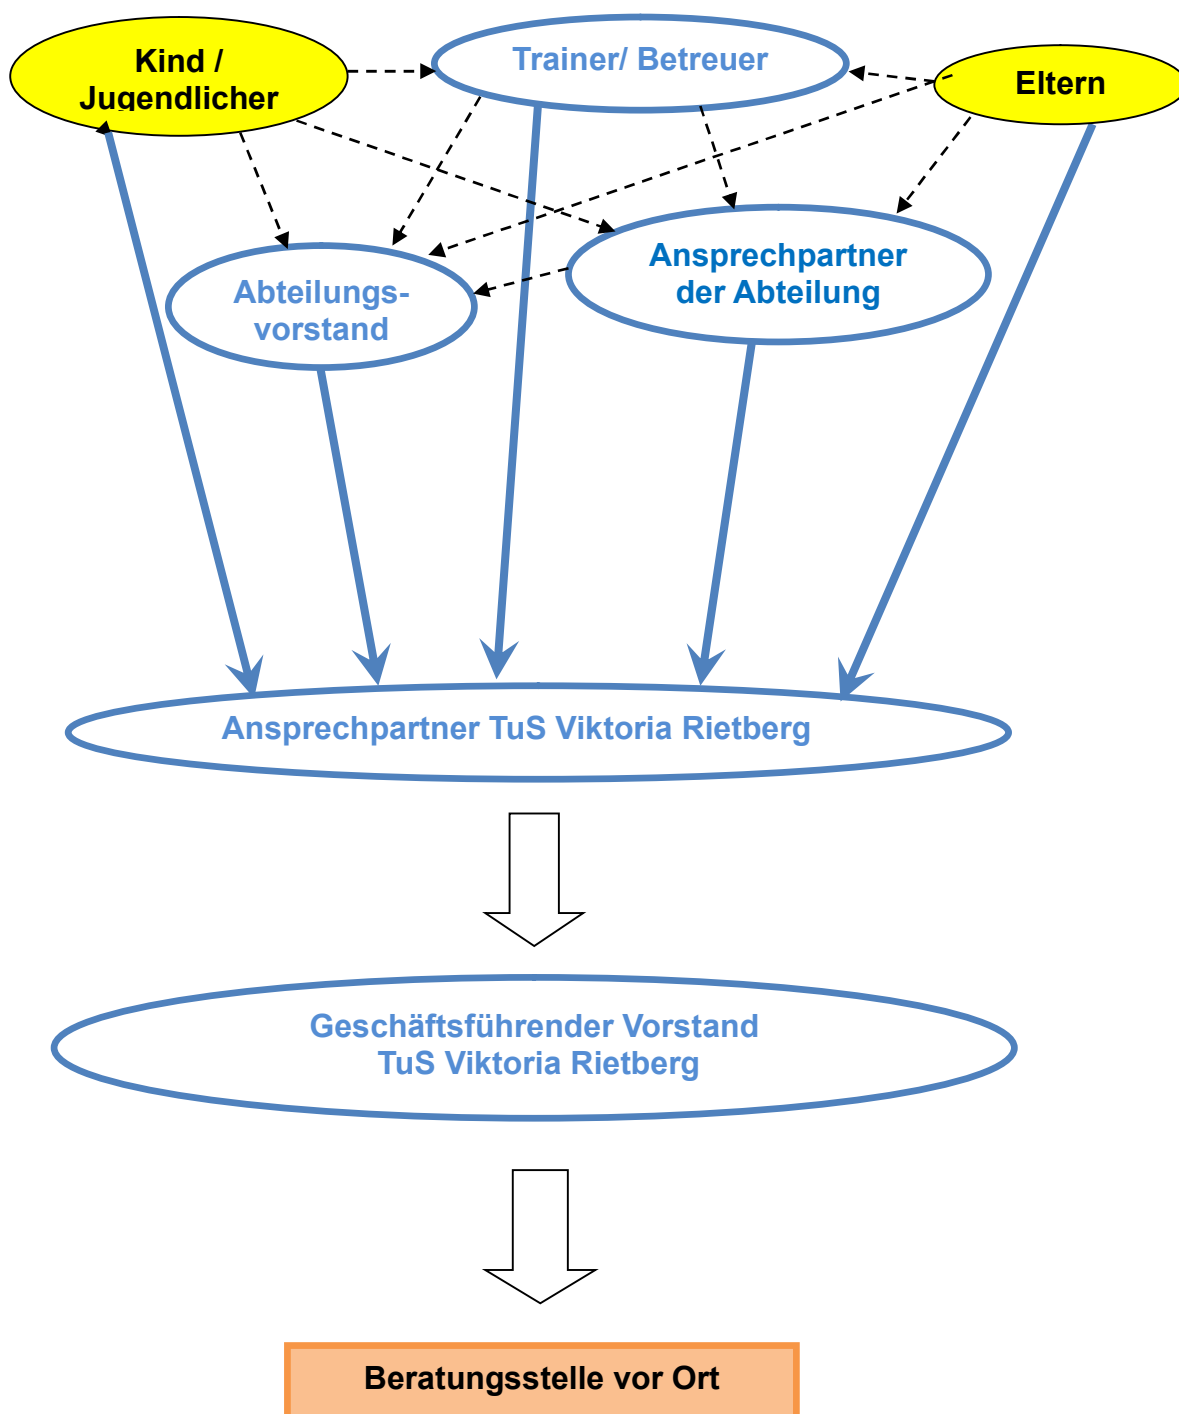 Kind /
Jugendlicher
Trainer/ Betreuer
Eltern
Abteilungs-
vorstand
Ansprechpartner
der Abteilung
Ansprechpartner TuS Viktoria Rietberg
Geschäftsführender Vorstand
TuS Viktoria Rietberg
Beratungsstelle vor Ort